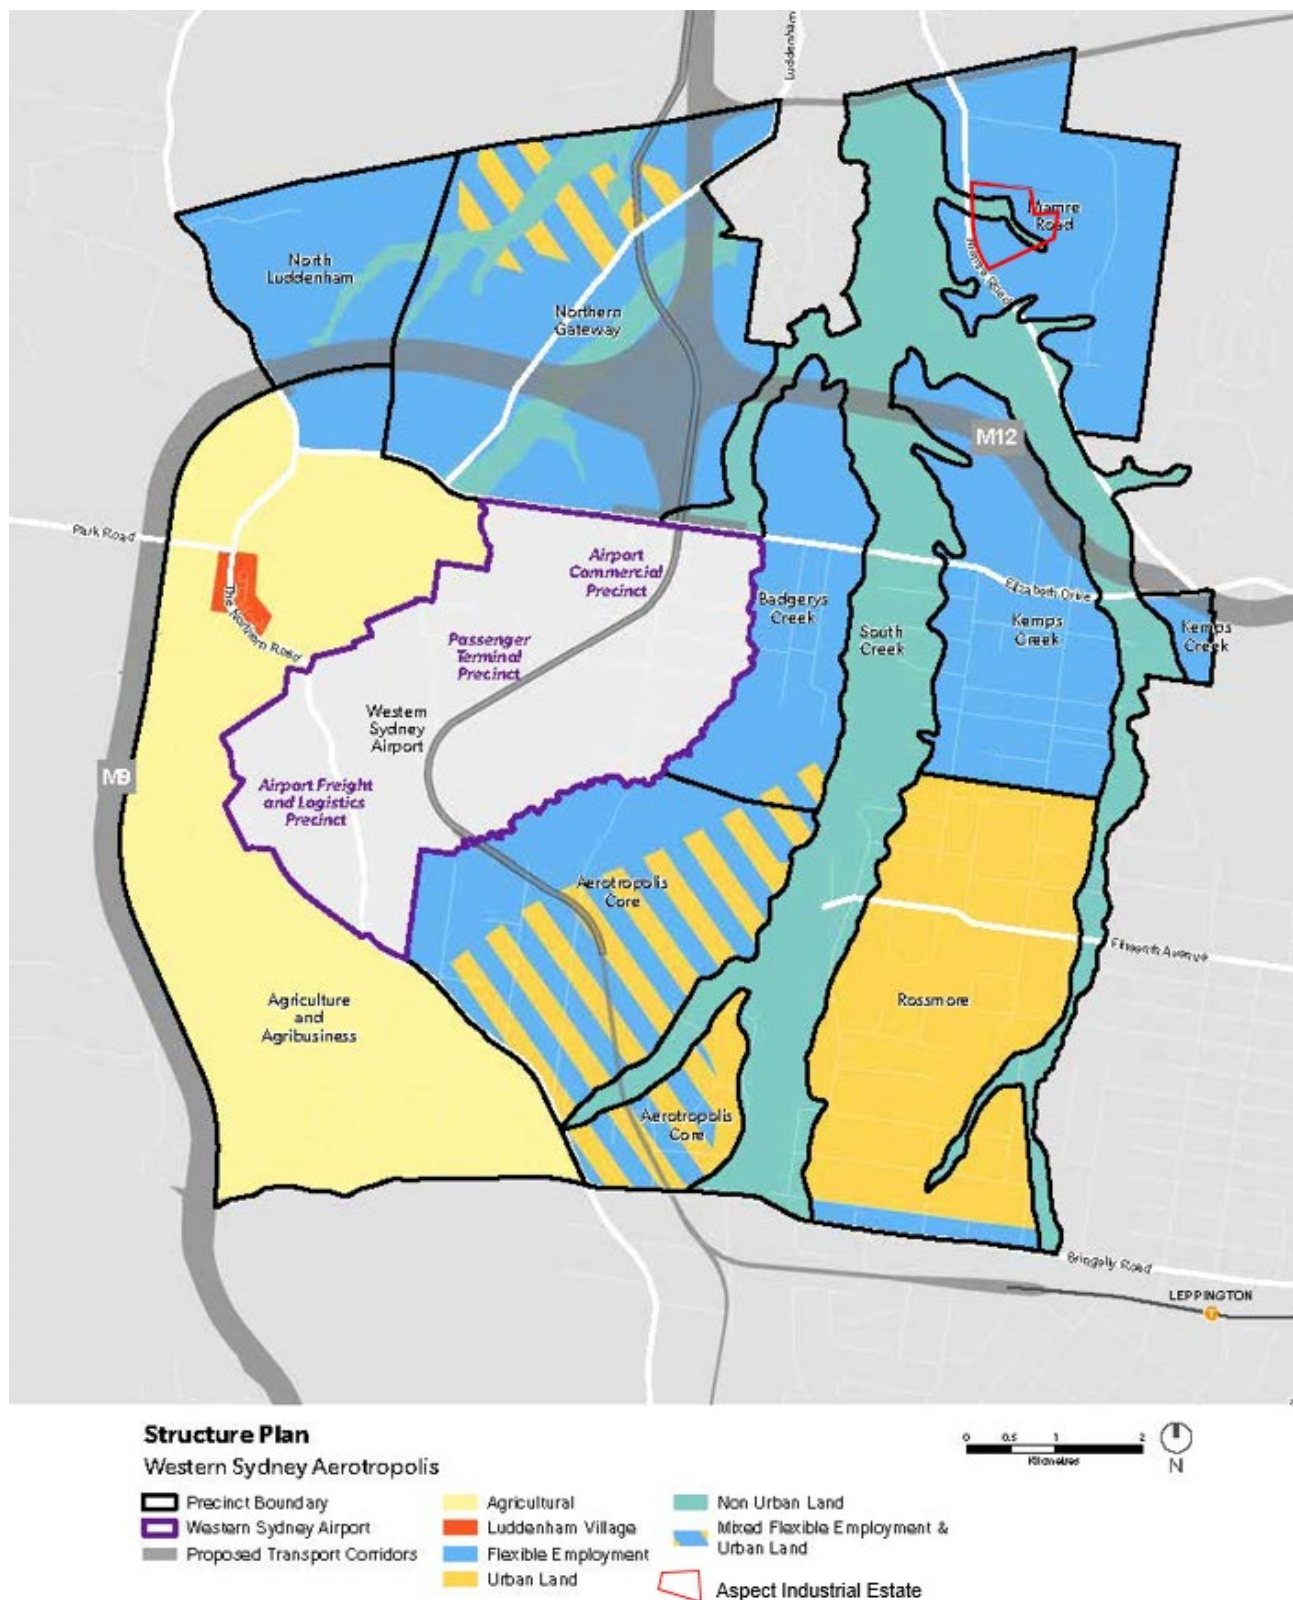 Luddenham
Mamre
Road
Mamre Road
North
Luddenham
Northern
Gateway
M12
Park Road
Airport
Commercial
Precinct
The Northern Road
Badgerys
Creek
Elizabeth Drive
Passenger
Terminal
Precinct
South
Creek
Kemps
Creek
Kemps
Creek
Western
Sydney
Airport
M9
Airport Freight
and Logistics
Precinct
Aerotropolis
Core
Fifteenth Avenue
Agriculture
and
Agribusiness
Rossmore
Aerotropolis
Core
Bringelly Road
LEPPINGTON
T
Structure Plan
Western Sydney Aerotropolis
0 0.5 1 2
Kilometres
N
Precinct Boundary
Western Sydney Airport
Proposed Transport Corridors
Agricultural
Luddenham Village
Flexible Employment
Urban Land
Non Urban Land
Mixed Flexible Employment &
Urban Land
Aspect Industrial Estate